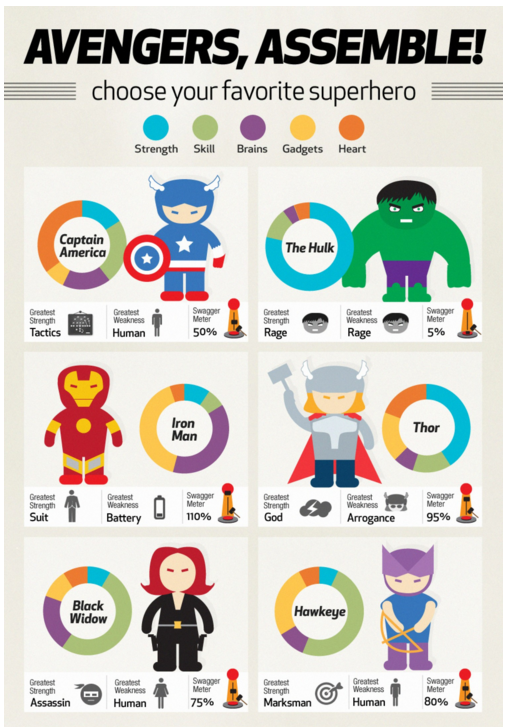 AVENGERS, ASSEMBLE!
choose your favorite superhero
Strength Skill Brains Gadgets Heart
Captain
America
Greatest
Strength
Tactics
Greatest
Weakness
Human
Swagger
Meter
50%
The Hulk
Greatest
Strength
Rage
Greatest
Weakness
Rage
Swagger
Meter
5%
Iron
Man
Greatest
Strength
Suit
Greatest
Weakness
Battery
Swagger
Meter
110%
Thor
Greatest
Strength
God
Greatest
Weakness
Arrogance
Swagger
Meter
95%
Black
Widow
Greatest
Strength
Assassin
Greatest
Weakness
Human
Swagger
Meter
75%
Hawkeye
Greatest
Strength
Marksman
Greatest
Weakness
Human
Swagger
Meter
80%